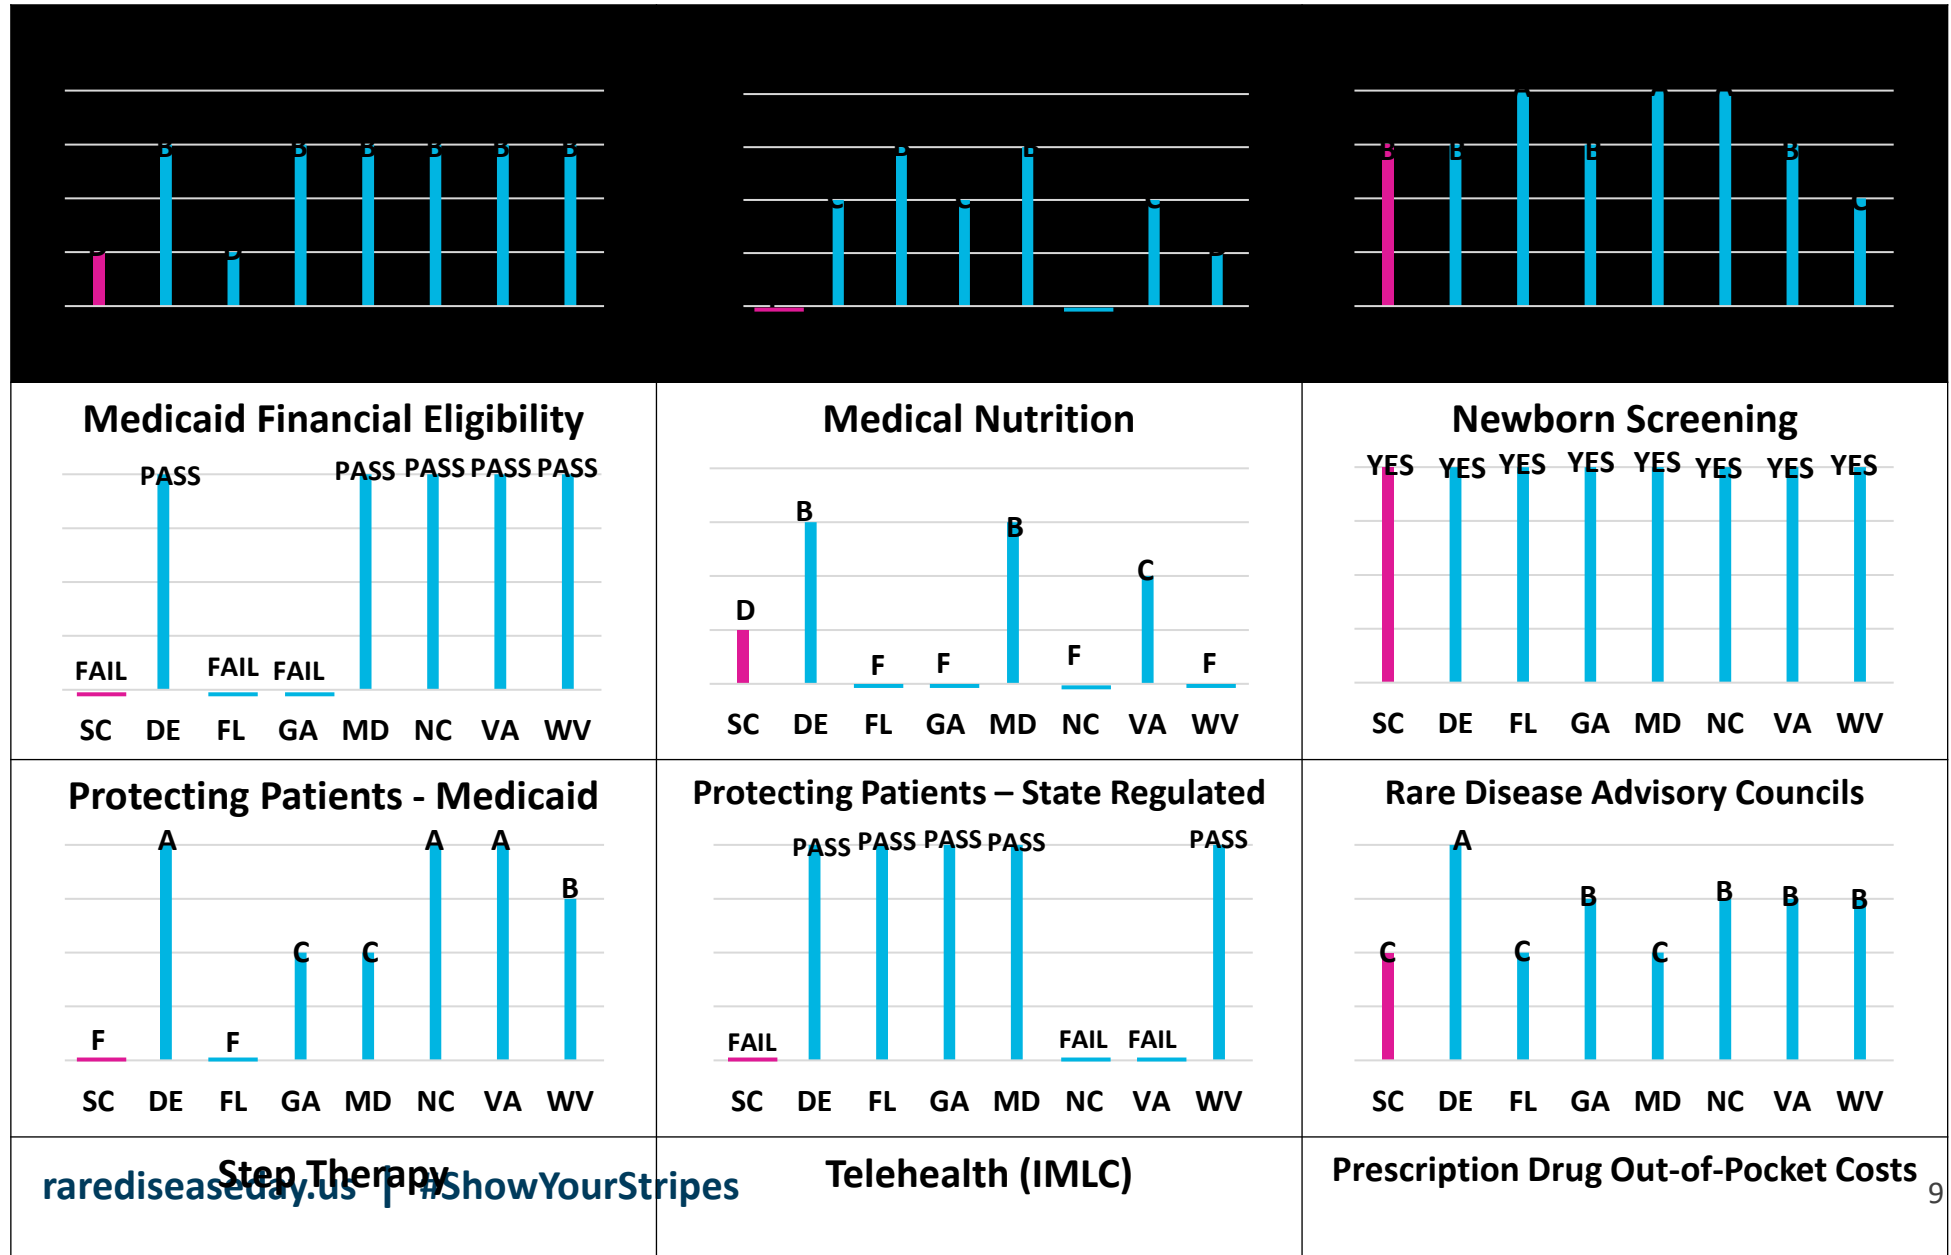 B B B B B B
D D
B B
C C C
D
A A A
B B B B
C
Medicaid Financial Eligibility
PASS PASS PASS PASS PASS
FAIL FAIL FAIL
SC DE FL GA MD NC VA WV
Medical Nutrition
B B
C
D
F F F F
SC DE FL GA MD NC VA WV
Newborn Screening
YES YES YES YES YES YES YES YES
SC DE FL GA MD NC VA WV
Protecting Patients - Medicaid
A A A
B
C C
F F
SC DE FL GA MD NC VA WV
Protecting Patients – State Regulated
PASS PASS PASS PASS PASS
FAIL FAIL FAIL
SC DE FL GA MD NC VA WV
Rare Disease Advisory Councils
A
B B B B
C C C
SC DE FL GA MD NC VA WV
Step Therapy
rarediseaseday.us | #ShowYourStripes
Telehealth (IMLC)
Prescription Drug Out-of-Pocket Costs
9